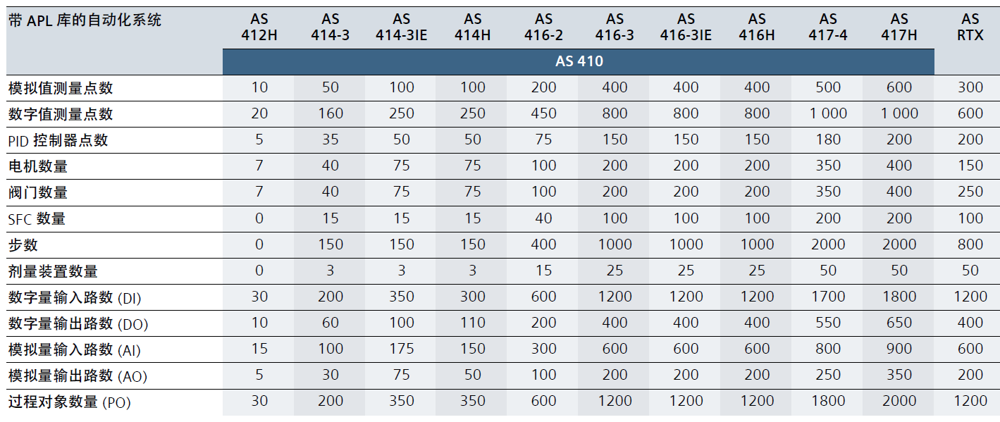 带 APL 库的自动化系统 AS 412H AS 414-3 AS 414-3IE AS 414H AS 416-2 AS 416-3 AS 416-3IE AS 416H AS 417-4 AS 417H AS RTX
AS 410
模拟值测量点数 10 50 100 100 200 400 400 400 500 600 300
数字值测量点数 20 160 250 250 450 800 800 800 1 000 1 000 600
PID 控制器点数 5 35 50 50 75 150 150 150 180 200 200
电机数量 7 40 75 75 100 200 200 200 350 400 150
阀门数量 7 40 75 75 100 200 200 200 350 400 250
SFC 数量 0 15 15 15 40 100 100 100 200 200 100
步数 0 150 150 150 400 1000 1000 1000 2000 2000 800
剂量装置数量 0 3 3 3 15 25 25 25 50 50 50
数字量输入路数 (DI) 30 200 350 300 600 1200 1200 1200 1700 1800 1200
数字量输出路数 (DO) 10 60 100 110 200 400 400 400 550 650 400
模拟量输入路数 (AI) 15 100 175 150 300 600 600 600 800 900 600
模拟量输出路数 (AO) 5 30 75 50 100 200 200 200 250 350 200
过程对象数量 (PO) 30 200 350 350 600 1200 1200 1200 1800 2000 1200